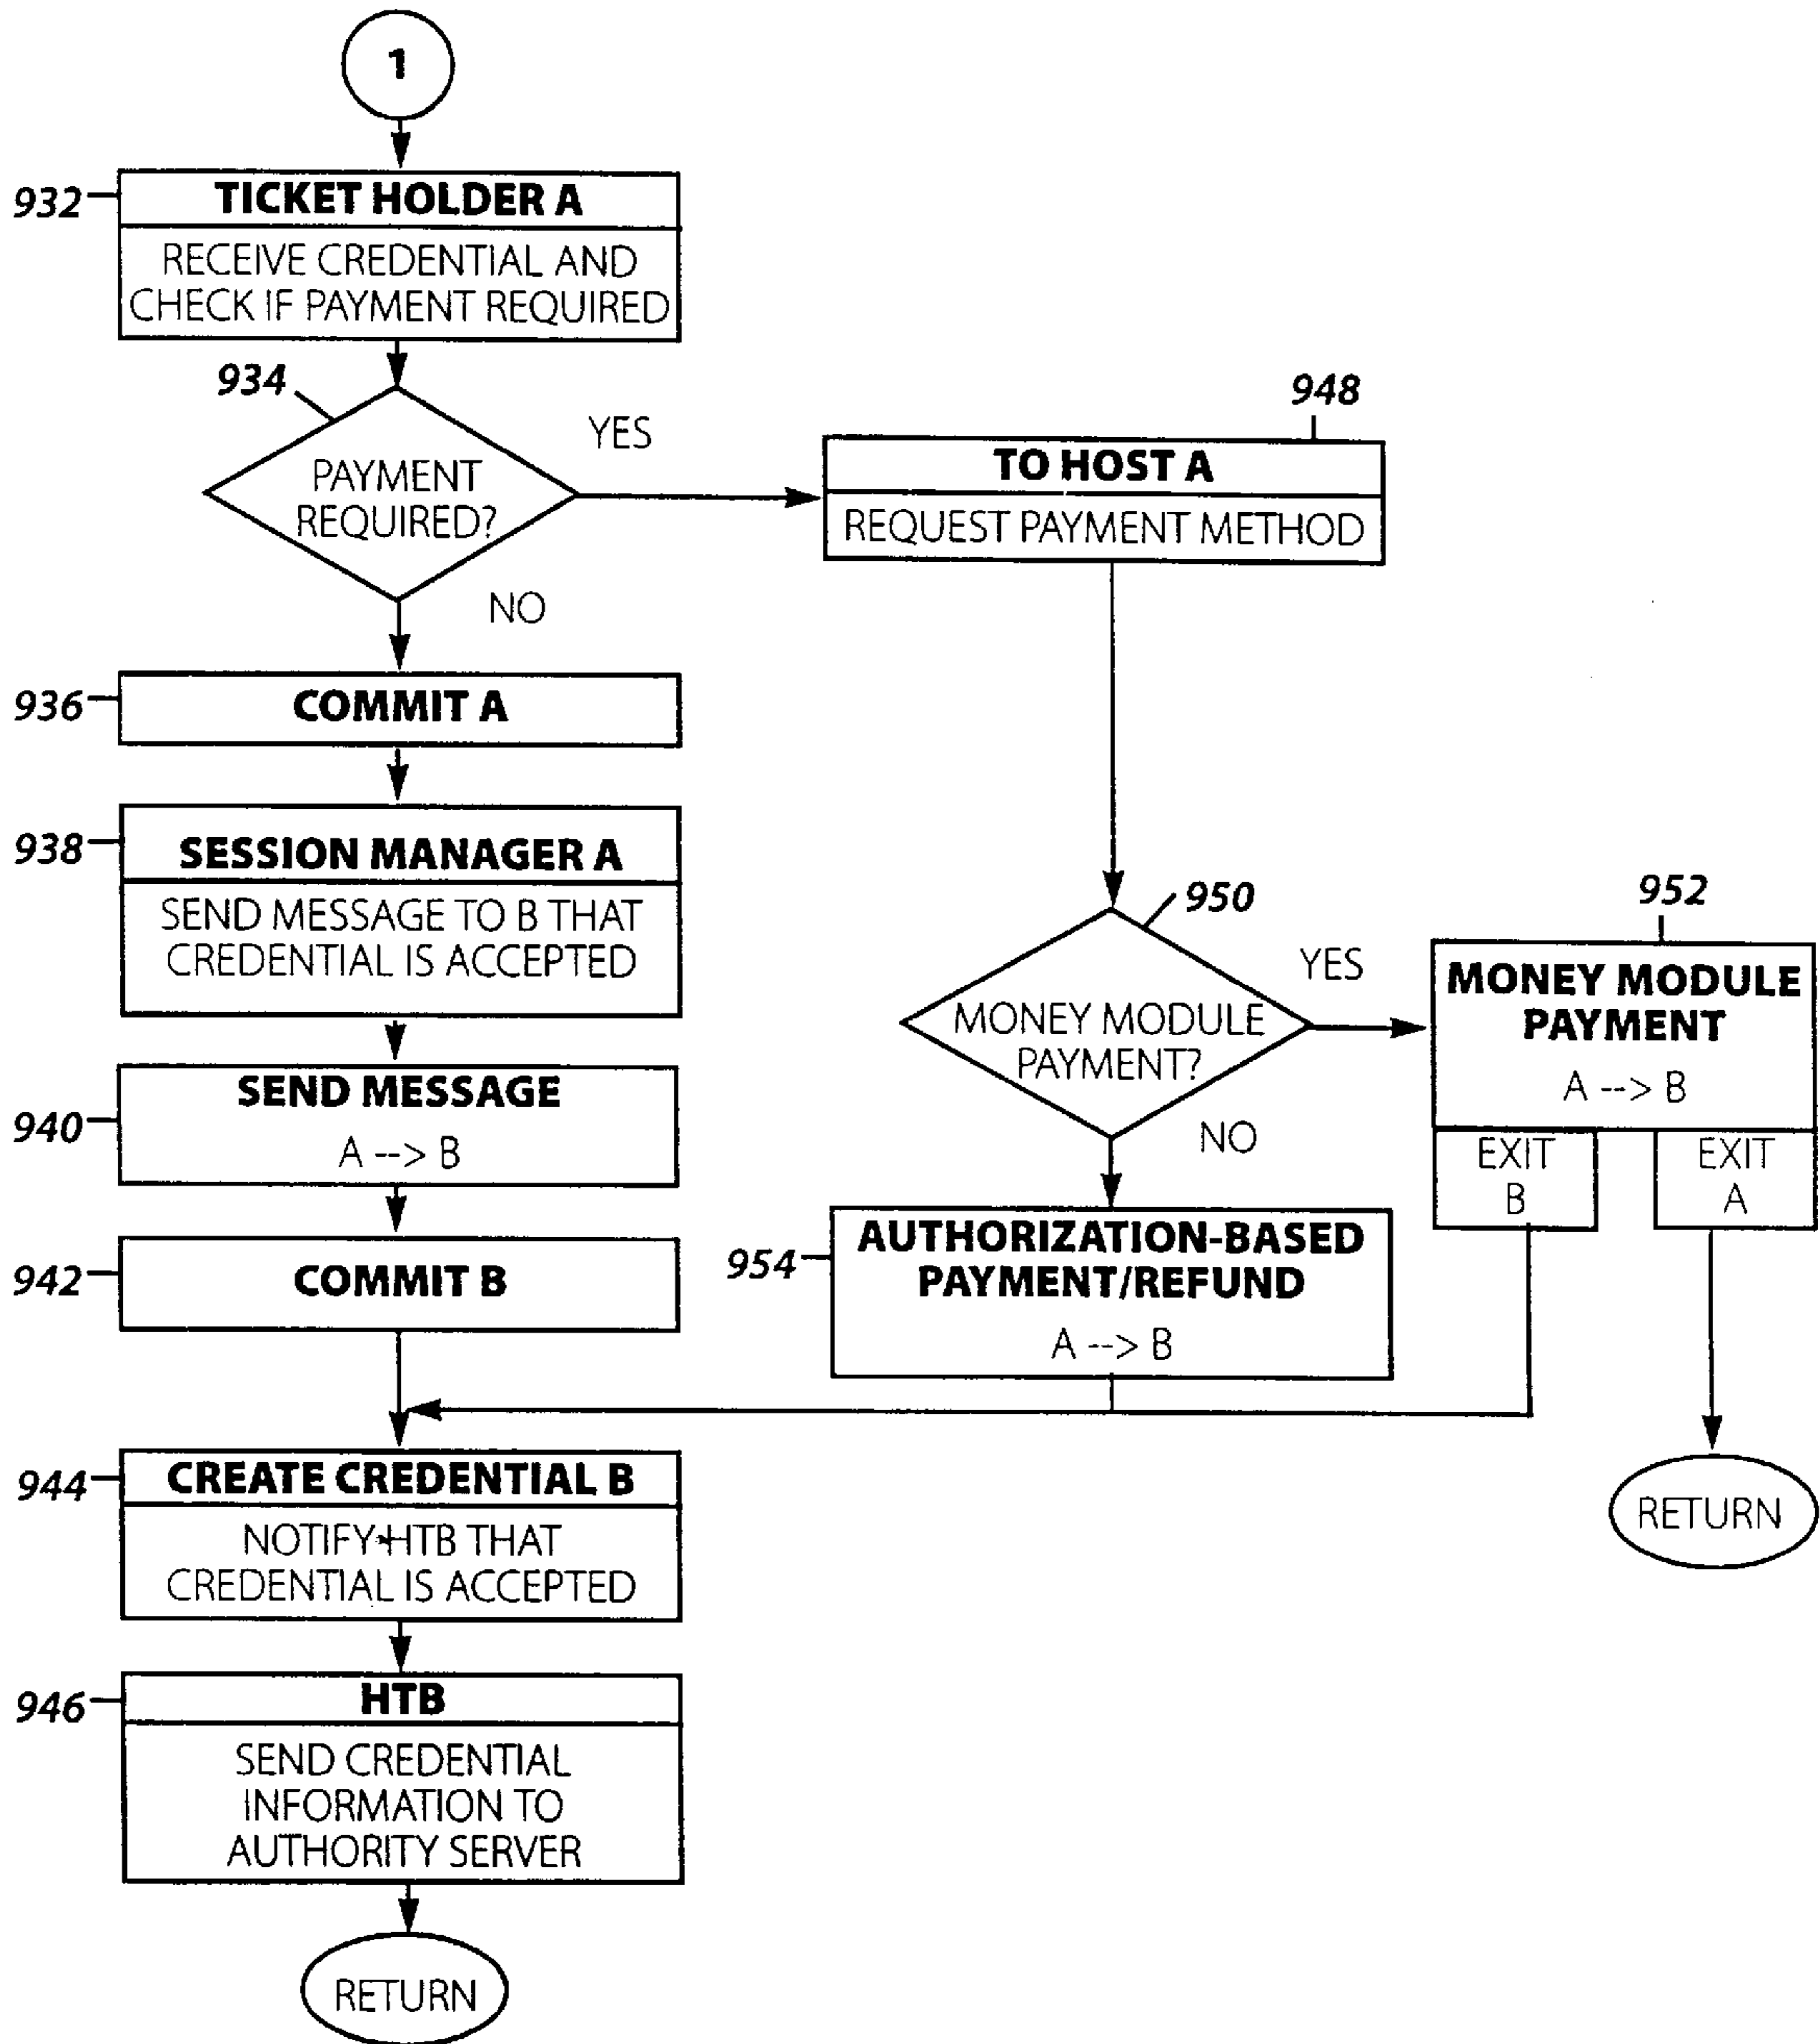 1
932
TICKET HOLDER A
RECEIVE CREDENTIAL AND
CHECK IF PAYMENT REQUIRED
934
PAYMENT
REQUIRED?
YES
NO
948
TO HOST A
REQUEST PAYMENT METHOD
936
COMMIT A
938
SESSION MANAGER A
SEND MESSAGE TO B THAT
CREDENTIAL IS ACCEPTED
940
SEND MESSAGE
A --> B
942
COMMIT B
950
MONEY MODULE
PAYMENT?
YES
NO
952
MONEY MODULE
PAYMENT
A --> B
EXIT
B
EXIT
A
RETURN
954
AUTHORIZATION-BASED
PAYMENT/REFUND
A --> B
944
CREATE CREDENTIAL B
NOTIFY HTB THAT
CREDENTIAL IS ACCEPTED
946
HTB
SEND CREDENTIAL
INFORMATION TO
AUTHORITY SERVER
RETURN